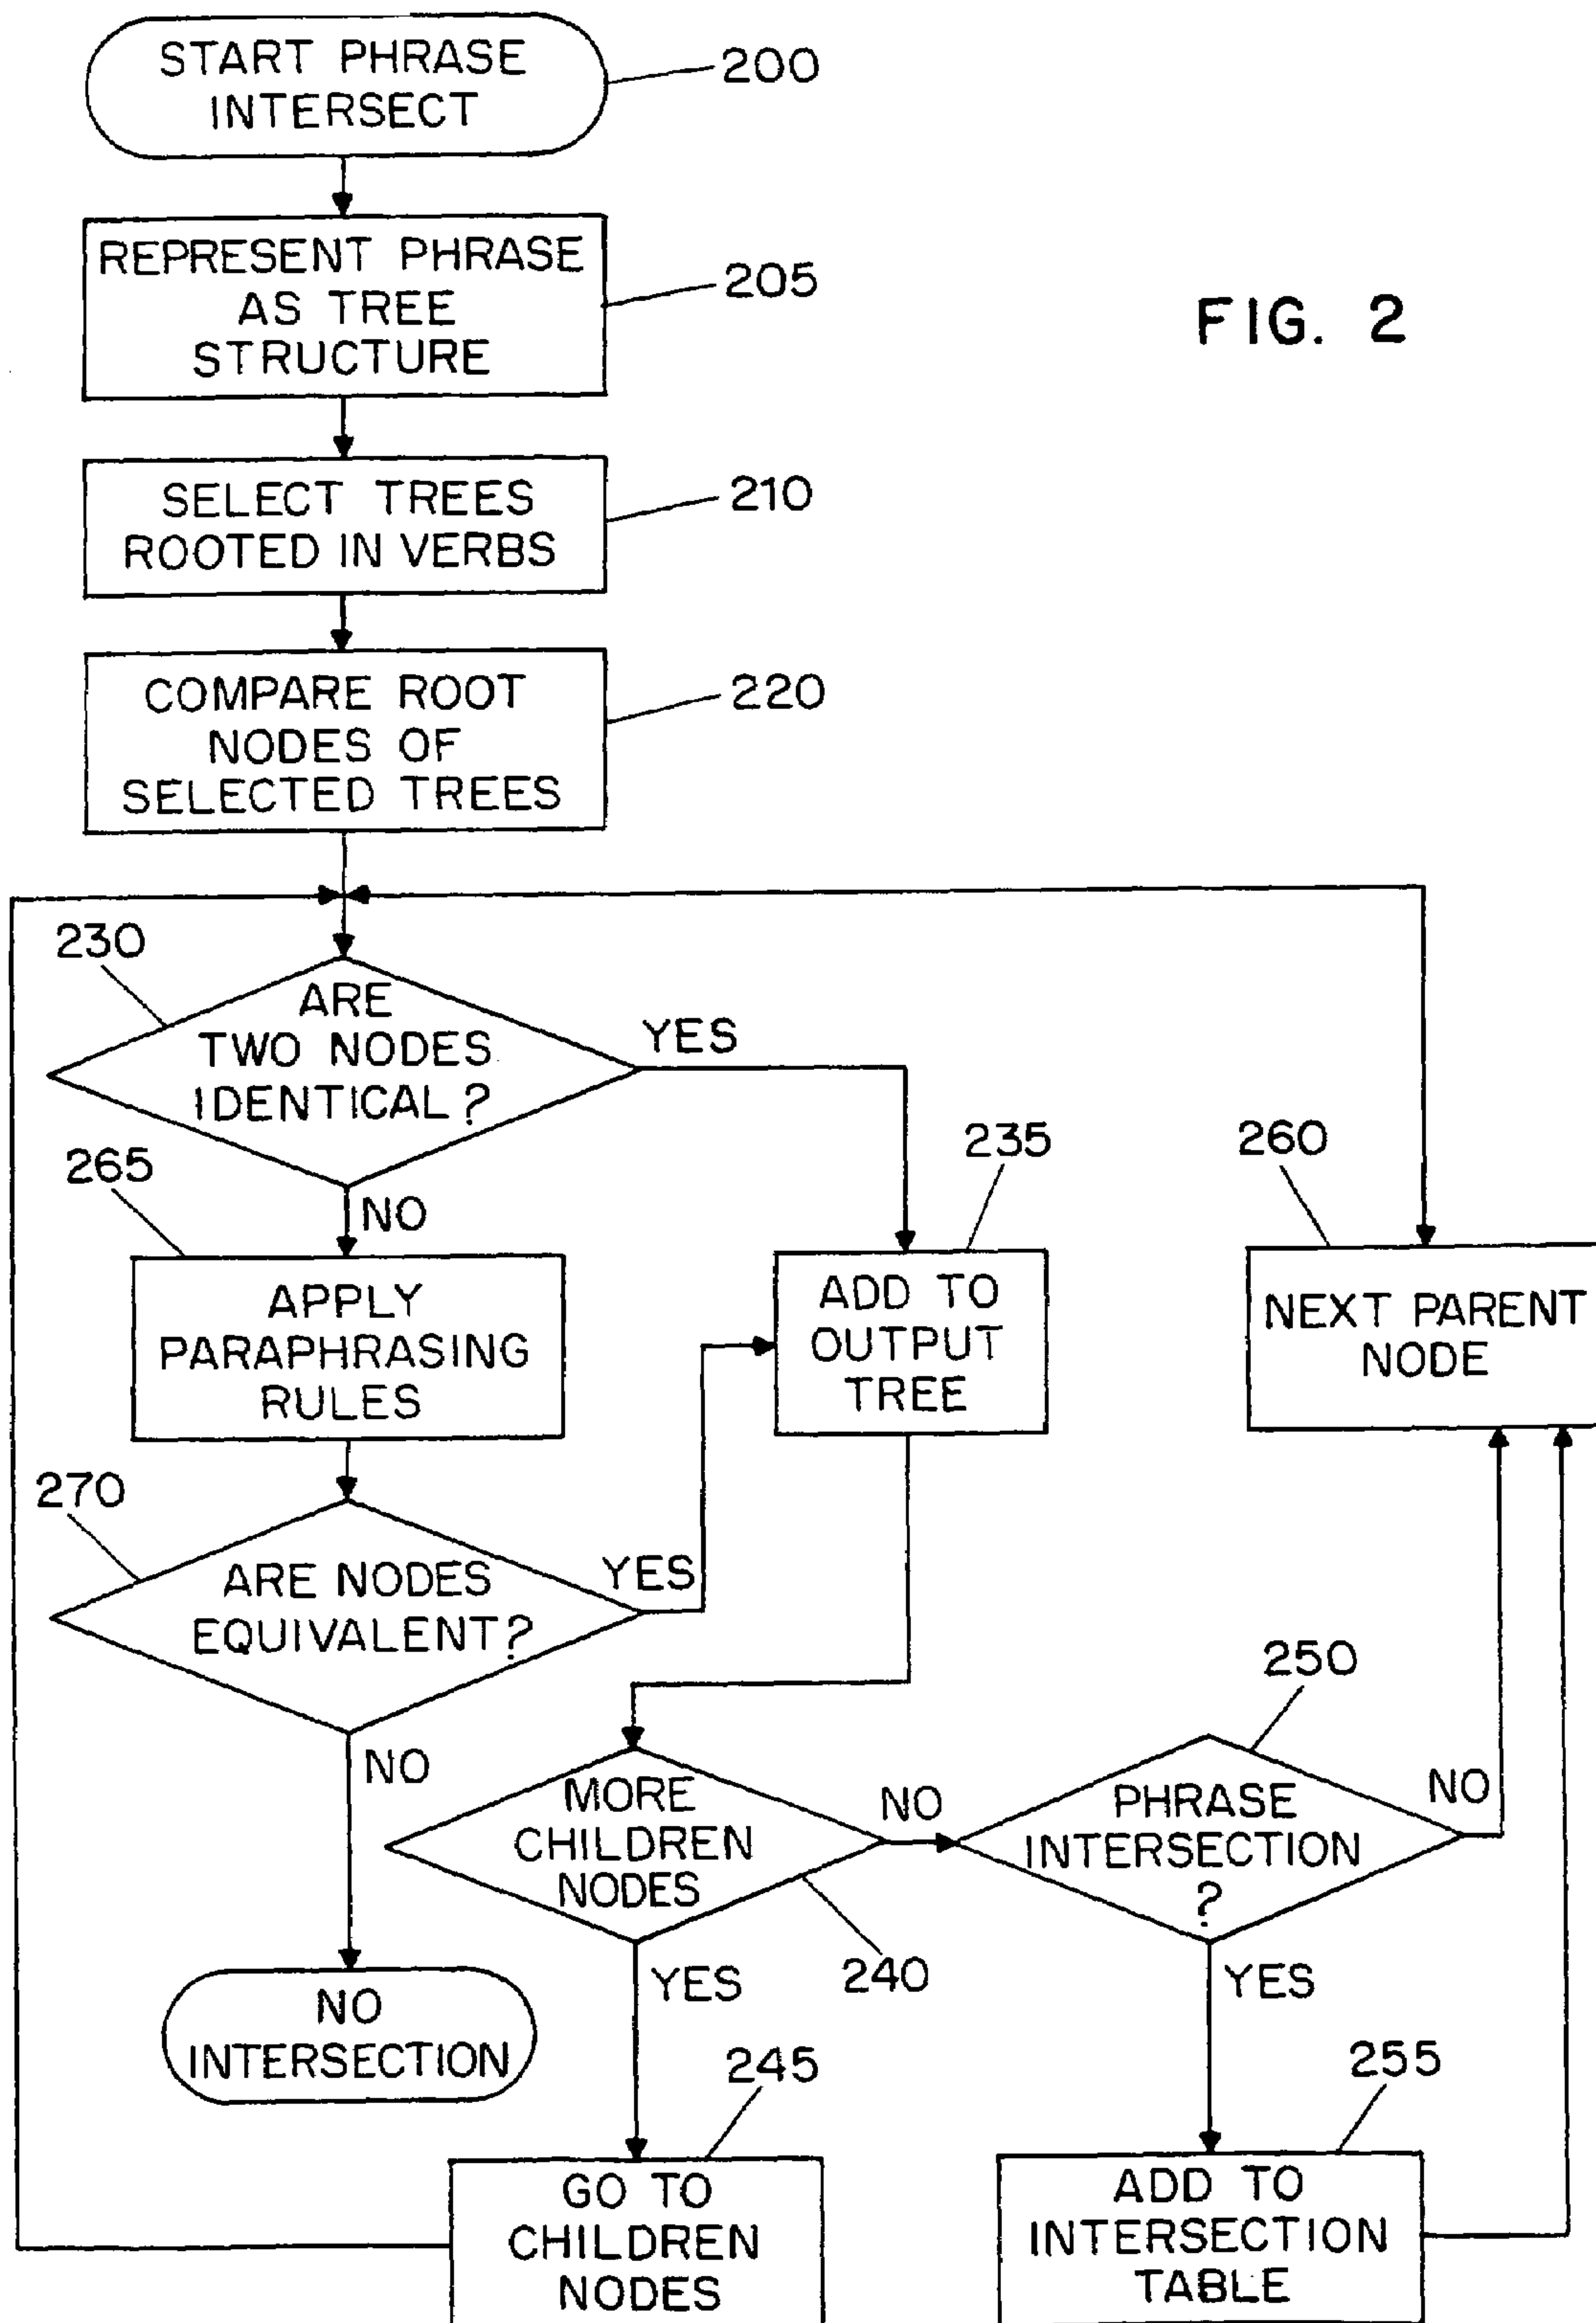 START PHRASE
INTERSECT
200
REPRESENT PHRASE
AS TREE
STRUCTURE
205
FIG. 2
SELECT TREES
ROOTED IN VERBS
210
COMPARE ROOT
NODES OF
SELECTED TREES
220
230
ARE
TWO NODES
IDENTICAL?
YES
NO
265
APPLY
PARAPHRASING
RULES
235
ADD TO
OUTPUT
TREE
260
NEXT PARENT
NODE
270
ARE NODES
EQUIVALENT?
YES
NO
NO
INTERSECTION
MORE
CHILDREN
NODES
240
NO
YES
250
PHRASE
INTERSECTION
?
NO
YES
245
GO TO
CHILDREN
NODES
255
ADD TO
INTERSECTION
TABLE